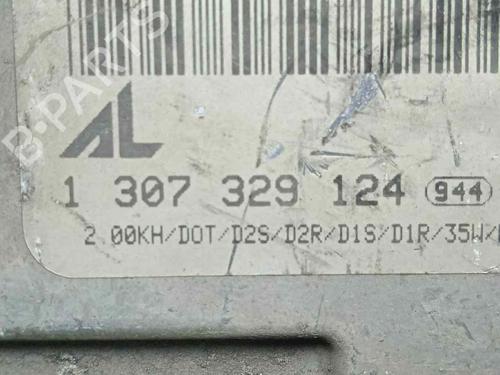 B-PARTS
AL
1 307 329 124 944
2.00KH/DOT/D2S/D2R/D1S/D1R/35W/